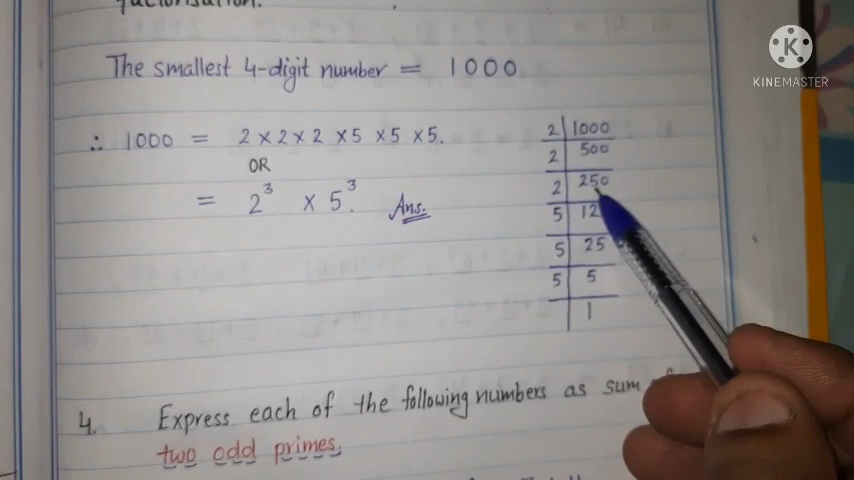 The smallest 4-digit number = 1000
K
KINEMASTER
∴ 1000 = 2 × 2 × 2 × 5 × 5 × 5.
OR
= 2³ × 5³. Ans.
2 | 1000
2 | 500
2 | 250
5 | 12
5 | 25
5 | 5
1
4. Express each of the following numbers as sum
two odd primes.